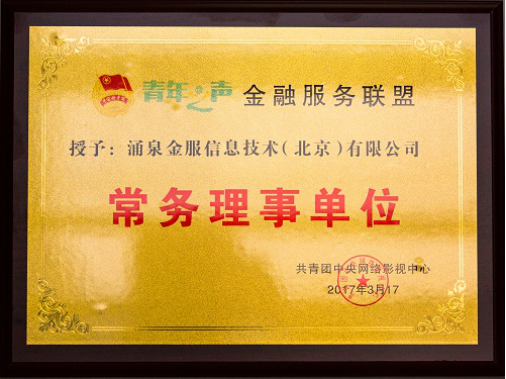 青年之声 金融服务联盟
授予：涌泉金服信息技术（北京）有限公司
常务理事单位
共青团中央网络影视中心
2017年3月17